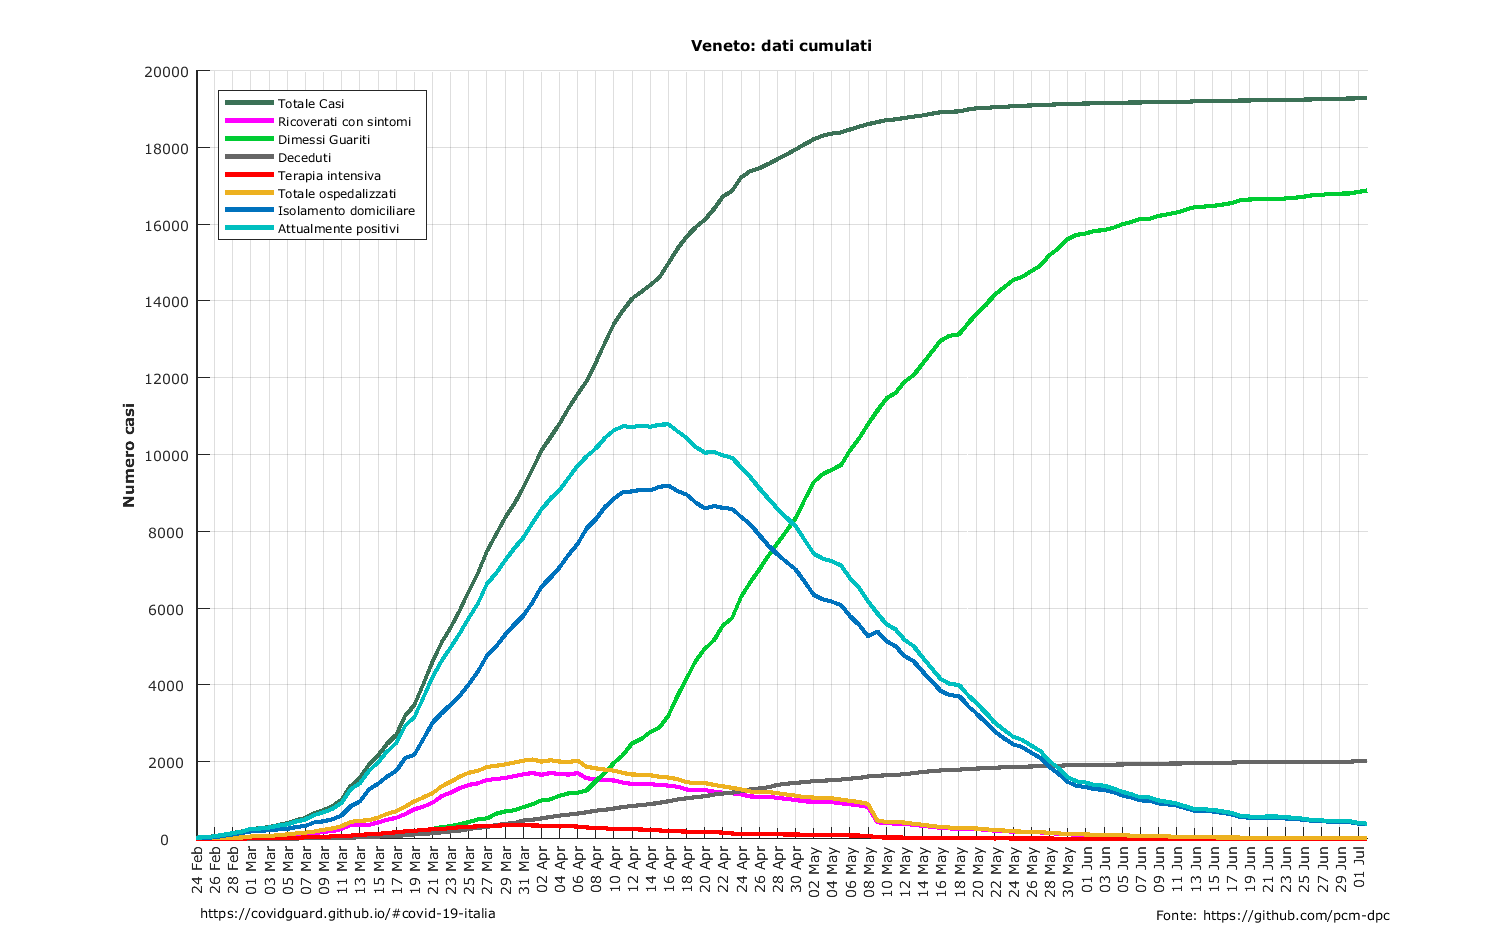 Veneto: dati cumulati
20000
18000
16000
14000
12000
10000
8000
6000
4000
2000
0
Numero casi
Totale Casi
Ricoverati con sintomi
Dimessi Guariti
Deceduti
Terapia intensiva
Totale ospedalizzati
Isolamento domiciliare
Attualmente positivi
24 Feb
26 Feb
28 Feb
01 Mar
03 Mar
05 Mar
07 Mar
09 Mar
11 Mar
13 Mar
15 Mar
17 Mar
19 Mar
21 Mar
23 Mar
25 Mar
27 Mar
29 Mar
31 Mar
02 Apr
04 Apr
06 Apr
08 Apr
10 Apr
12 Apr
14 Apr
16 Apr
18 Apr
20 Apr
22 Apr
24 Apr
26 Apr
28 Apr
30 Apr
02 May
04 May
06 May
08 May
10 May
12 May
14 May
16 May
18 May
20 May
22 May
24 May
26 May
28 May
30 May
01 Jun
03 Jun
05 Jun
07 Jun
09 Jun
11 Jun
13 Jun
15 Jun
17 Jun
19 Jun
21 Jun
23 Jun
25 Jun
27 Jun
29 Jun
01 Jul
https://covidguard.github.io/#covid-19-italia
Fonte: https://github.com/pcm-dpc